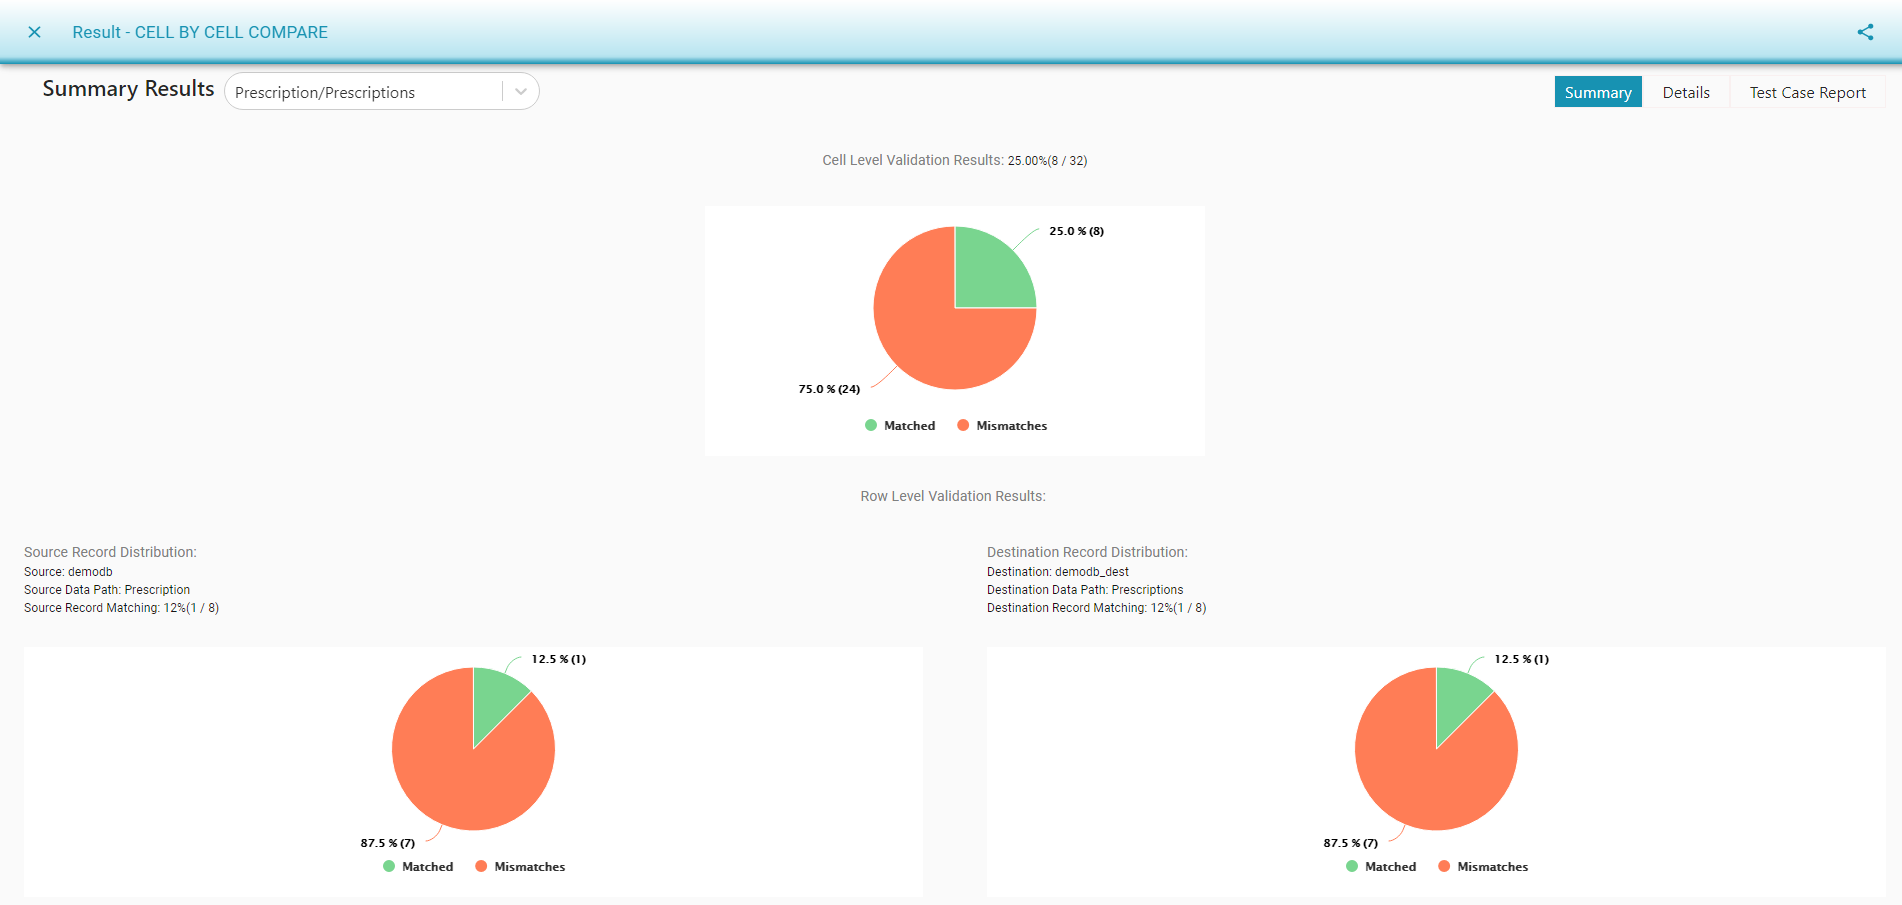 Result - CELL BY CELL COMPARE
Summary Results
Prescription/Prescriptions
Summary
Details
Test Case Report
Cell Level Validation Results: 25.00%(8 / 32)
25.0 % (8)
75.0 % (24)
Matched
Mismatches
Row Level Validation Results:
Source Record Distribution:
Source: demodb
Source Data Path: Prescription
Source Record Matching: 12%(1 / 8)
12.5 % (1)
87.5 % (7)
Matched
Mismatches
Destination Record Distribution:
Destination: demodb_dest
Destination Data Path: Prescriptions
Destination Record Matching: 12%(1 / 8)
12.5 % (1)
87.5 % (7)
Matched
Mismatches